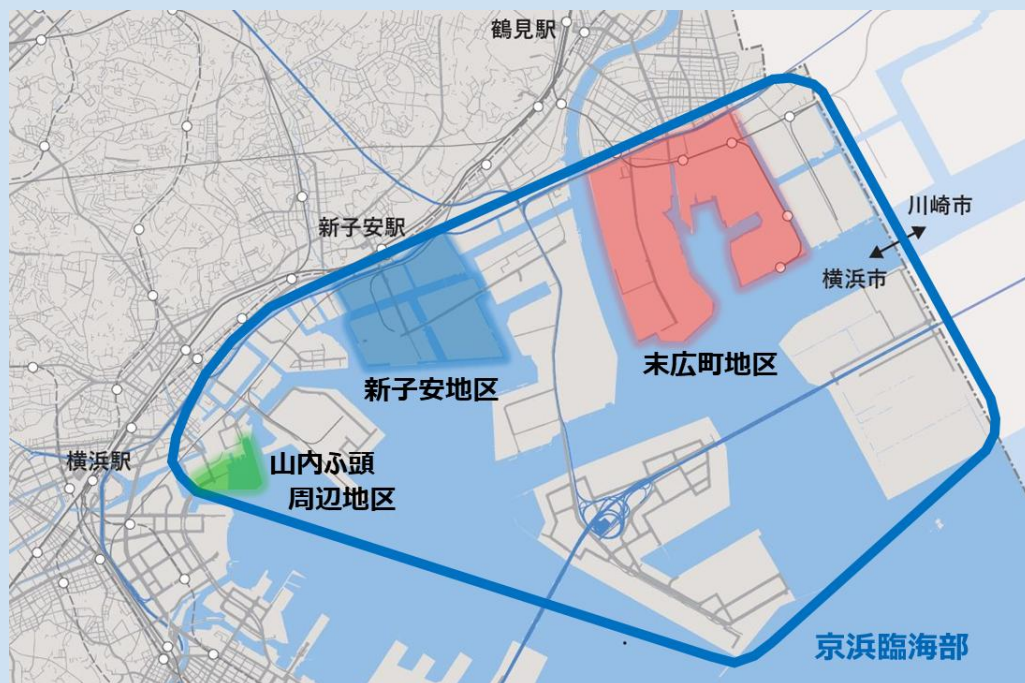 鶴見駅
川崎市
新子安駅
横浜市
末広町地区
新子安地区
山内ふ頭
周辺地区
横浜駅
京浜臨海部